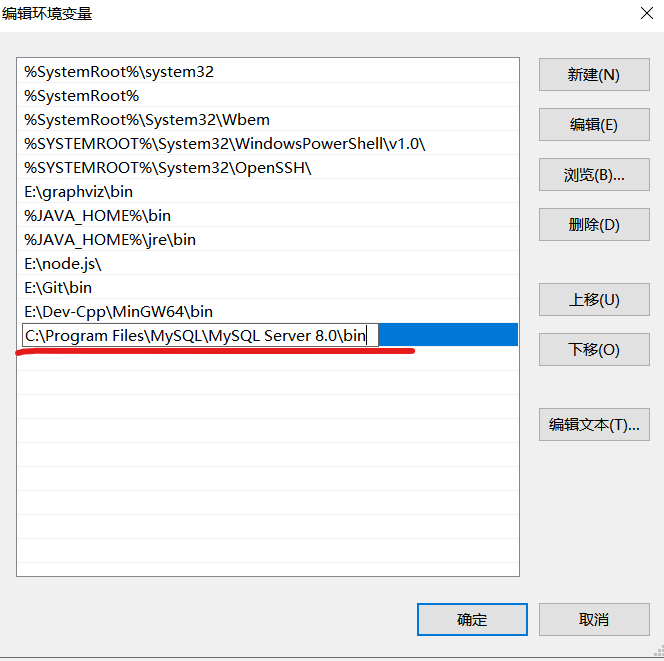 编辑环境变量
%SystemRoot%\system32
%SystemRoot%
%SystemRoot%\System32\Wbem
%SYSTEMROOT%\System32\WindowsPowerShell\v1.0\
%SYSTEMROOT%\System32\OpenSSH\
E:\graphviz\bin
%JAVA_HOME%\bin
%JAVA_HOME%\jre\bin
E:\node.js\
E:\Git\bin
E:\Dev-Cpp\MinGW64\bin
C:\Program Files\MySQL\MySQL Server 8.0\bin
新建(N)
编辑(E)
浏览(B)...
删除(D)
上移(U)
下移(O)
编辑文本(T)...
确定
取消